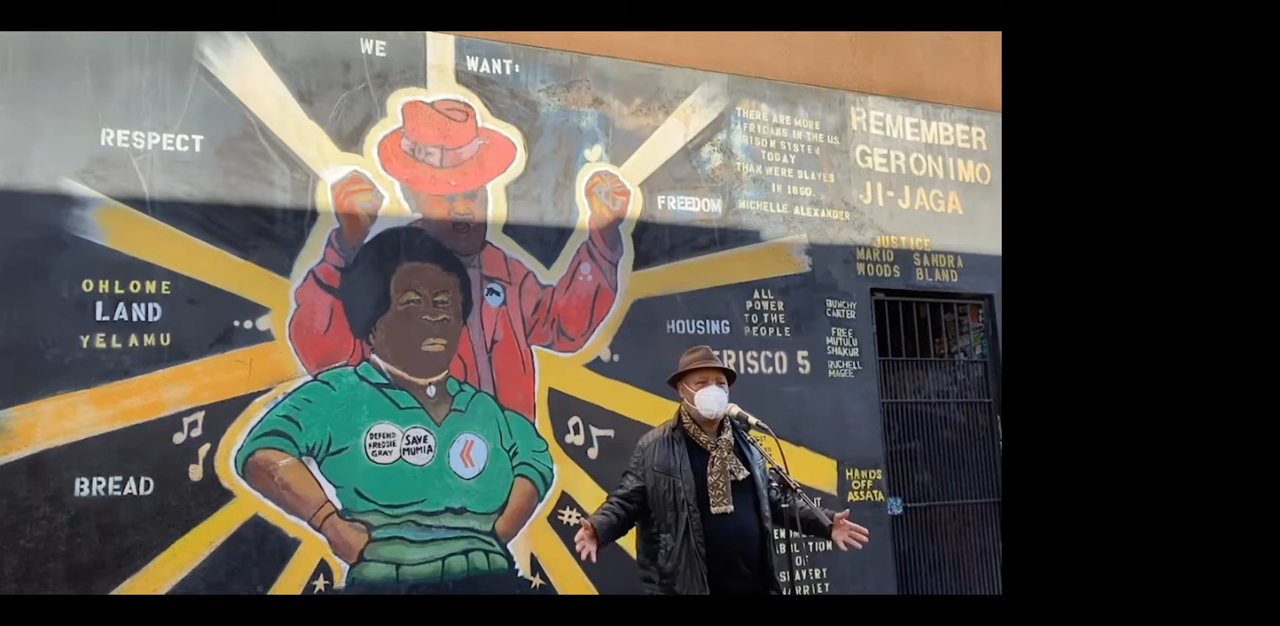 WE
WANT:
RESPECT
FREEDOM
THERE ARE MORE
AFRICANS IN THE U.S.
PRISON SYSTEM
TODAY
THAN WERE SLAVES
IN 1850.
MICHELLE ALEXANDER
REMEMBER
GERONIMO
JI-JAGA
JUSTICE
MARIO SANDRA
WOODS BLAND
OHLONE
LAND
YELAMU
HOUSING
ALL
POWER
TO THE
PEOPLE
FRISCO 5
BUNCHY
CARTER
FREE
MUTULU
SHAKUR
RUCHELL
MAGEE
DEFEND
FREDDIE
GRAY
SAVE
MUMIA
BREAD
HANDS
OFF
ASSATA
OF
SLAVERY
HARRIET